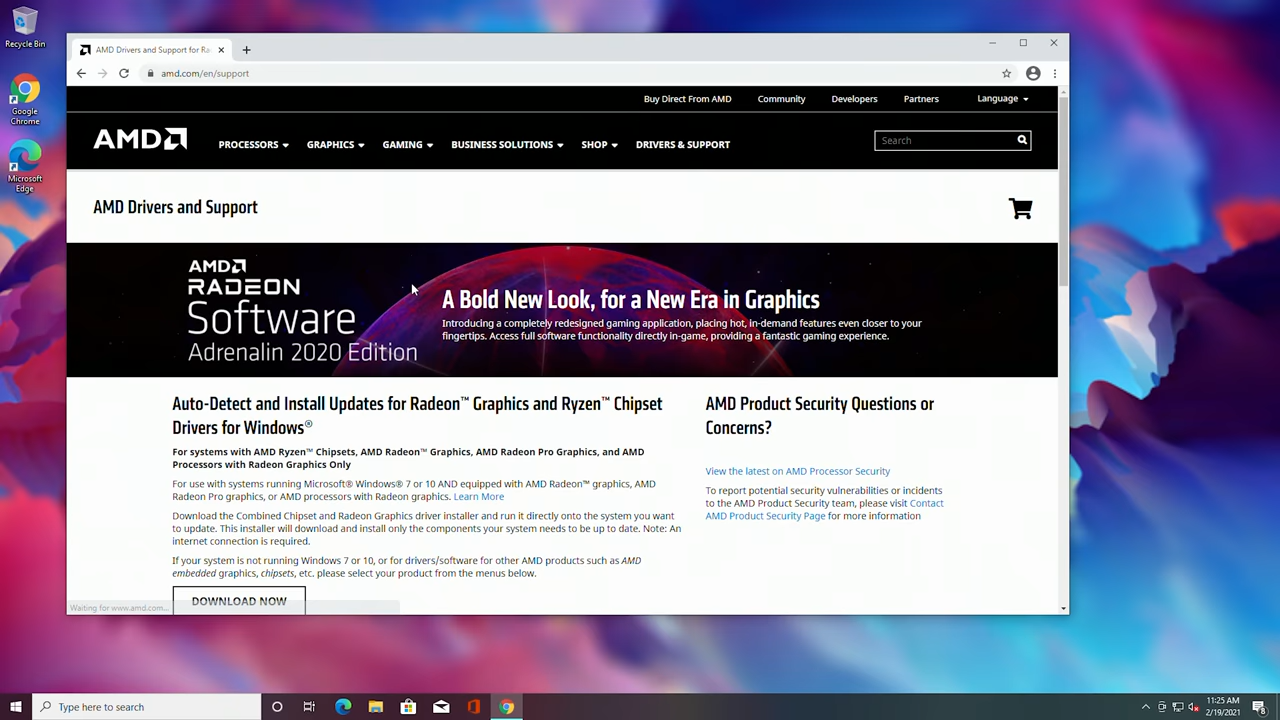 Recycle Bin
Google Chrome
Microsoft Edge
AMD Drivers and Support for Ra
amd.com/en/support
Buy Direct From AMD Community Developers Partners Language
AMD PROCESSORS GRAPHICS GAMING BUSINESS SOLUTIONS SHOP DRIVERS & SUPPORT Search
AMD Drivers and Support
AMD
RADEON
Software
Adrenalin 2020 Edition
A Bold New Look, for a New Era in Graphics
Introducing a completely redesigned gaming application, placing hot, in-demand features even closer to your
fingertips. Access full software functionality directly in-game, providing a fantastic gaming experience.
Auto-Detect and Install Updates for Radeon™ Graphics and Ryzen™ Chipset
Drivers for Windows®
For systems with AMD Ryzen™ Chipsets, AMD Radeon™ Graphics, AMD Radeon Pro Graphics, and AMD
Processors with Radeon Graphics Only
For use with systems running Microsoft® Windows® 7 or 10 AND equipped with AMD Radeon™ graphics, AMD
Radeon Pro graphics, or AMD processors with Radeon graphics. Learn More
Download the Combined Chipset and Radeon Graphics driver installer and run it directly onto the system you want
to update. This installer will download and install only the components your system needs to be up to date. Note: An
internet connection is required.
If your system is not running Windows 7 or 10, or for drivers/software for other AMD products such as AMD
embedded graphics, chipsets, etc. please select your product from the menus below.
DOWNLOAD NOW
AMD Product Security Questions or
Concerns?
View the latest on AMD Processor Security
To report potential security vulnerabilities or incidents
to the AMD Product Security team, please visit Contact
AMD Product Security Page for more information
Waiting for www.amd.com...
Type here to search
11:25 AM
2/19/2021
8